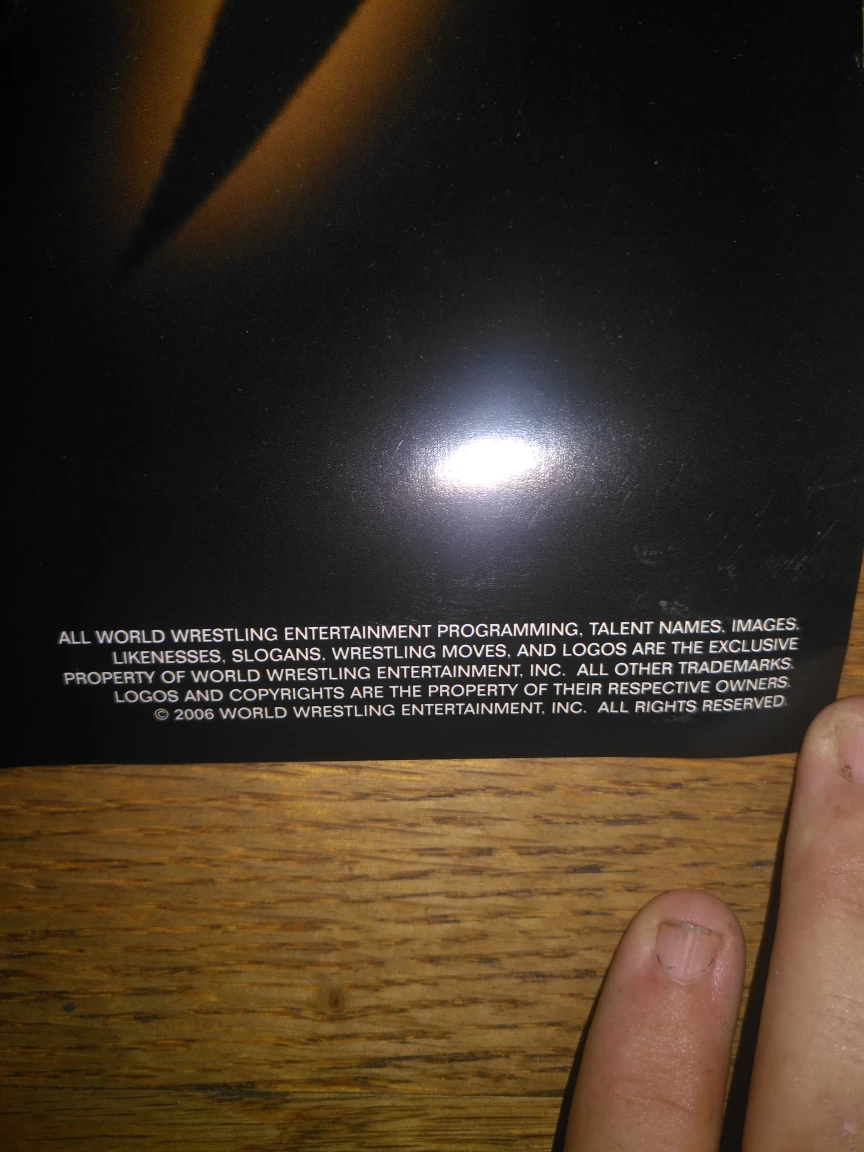 ALL WORLD WRESTLING ENTERTAINMENT PROGRAMMING, TALENT NAMES, IMAGES,
LIKENESSES, SLOGANS, WRESTLING MOVES, AND LOGOS ARE THE EXCLUSIVE
PROPERTY OF WORLD WRESTLING ENTERTAINMENT, INC. ALL OTHER TRADEMARKS,
LOGOS AND COPYRIGHTS ARE THE PROPERTY OF THEIR RESPECTIVE OWNERS.
© 2006 WORLD WRESTLING ENTERTAINMENT, INC. ALL RIGHTS RESERVED.